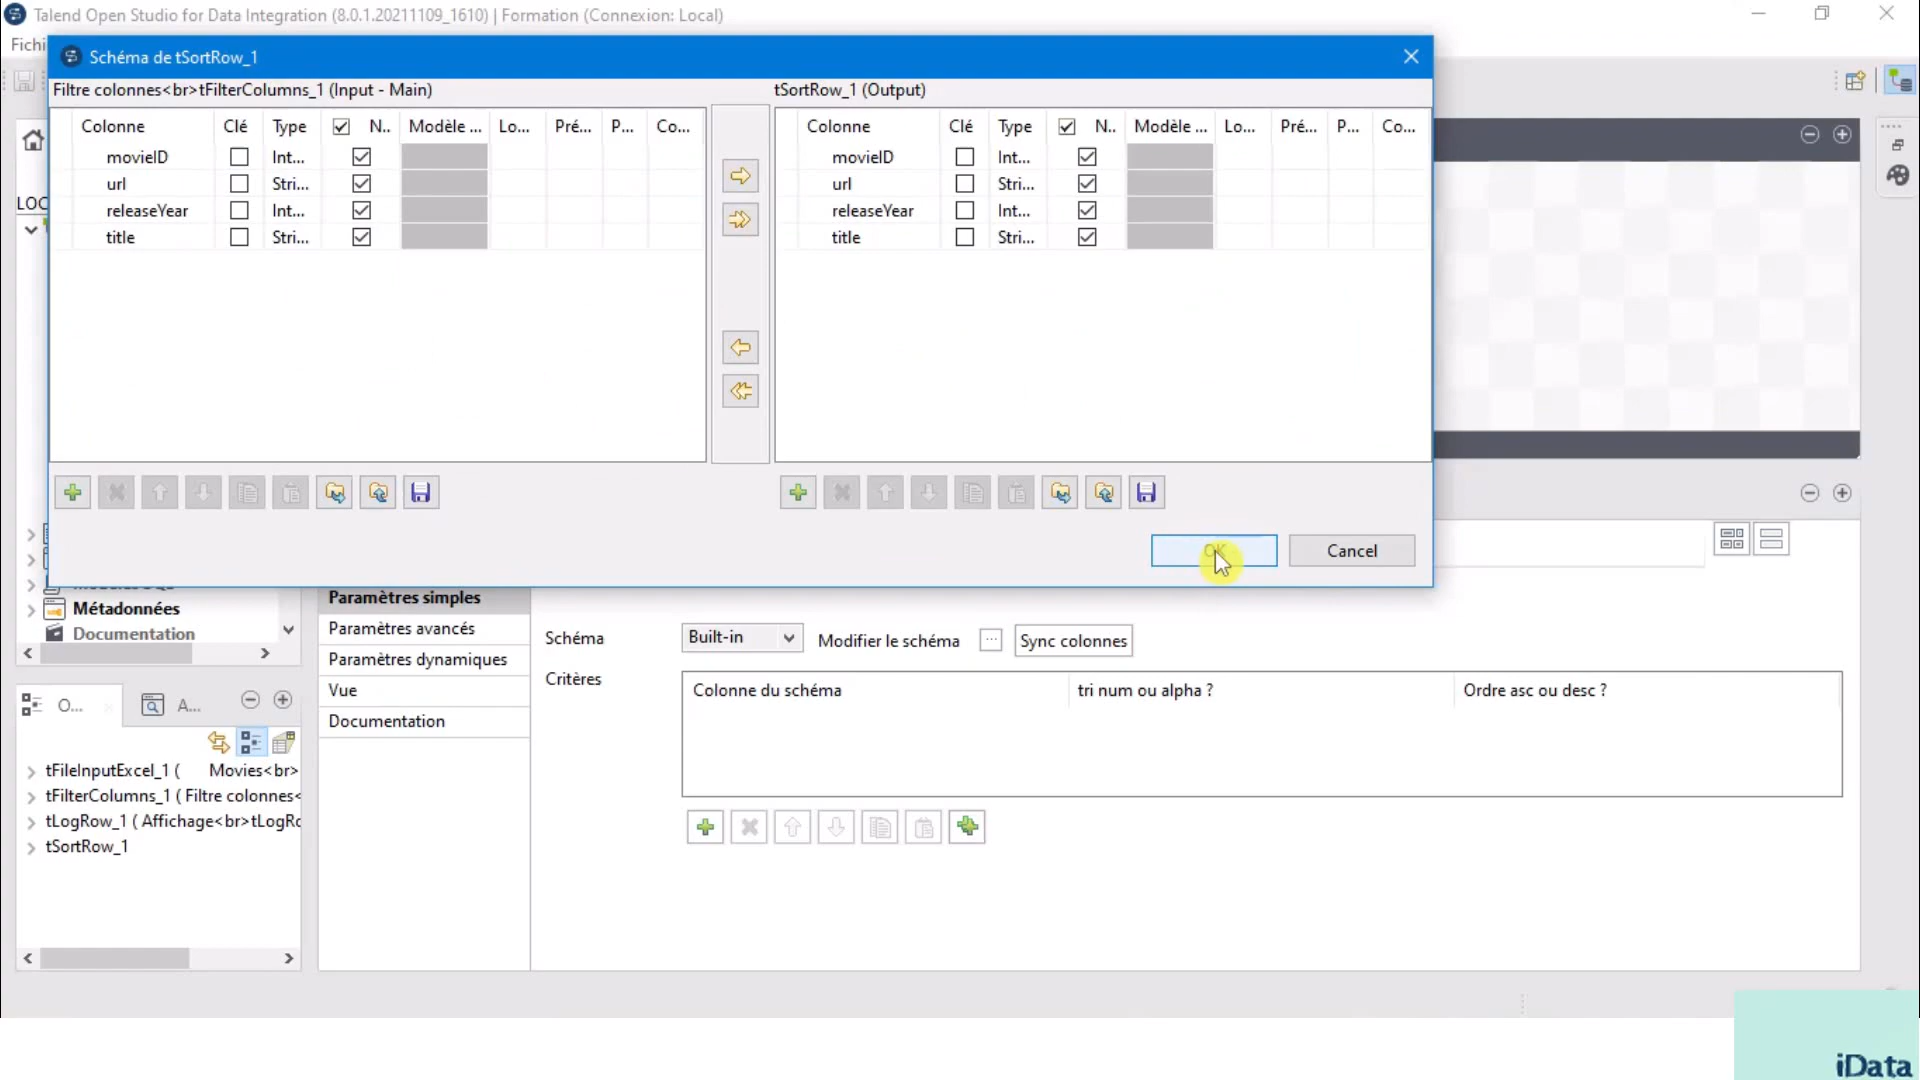 Talend Open Studio for Data Integration (8.0.1.20211109_1610) | Formation (Connexion: Local)
Fichi
Schéma de tSortRow_1
Filtre colonnes<br>tFilterColumns_1 (Input - Main)
tSortRow_1 (Output)
Colonne Clé Type N.. Modèle ... Lo... Pré... P... Co...
movieID Int...
url Stri...
releaseYear Int...
title Stri...
Colonne Clé Type N.. Modèle ... Lo... Pré... P... Co...
movieID Int...
url Stri...
releaseYear Int...
title Stri...
OK Cancel
LOC
Métadonnées
Documentation
Paramètres simples
Paramètres avancés
Paramètres dynamiques
Vue
Documentation
Schéma Built-in Modifier le schéma ... Sync colonnes
Critères
Colonne du schéma tri num ou alpha ? Ordre asc ou desc ?
O... A...
tFileInputExcel_1 ( Movies<br>
tFilterColumns_1 ( Filtre colonnes<
tLogRow_1 ( Affichage<br>tLogRo
tSortRow_1
iData